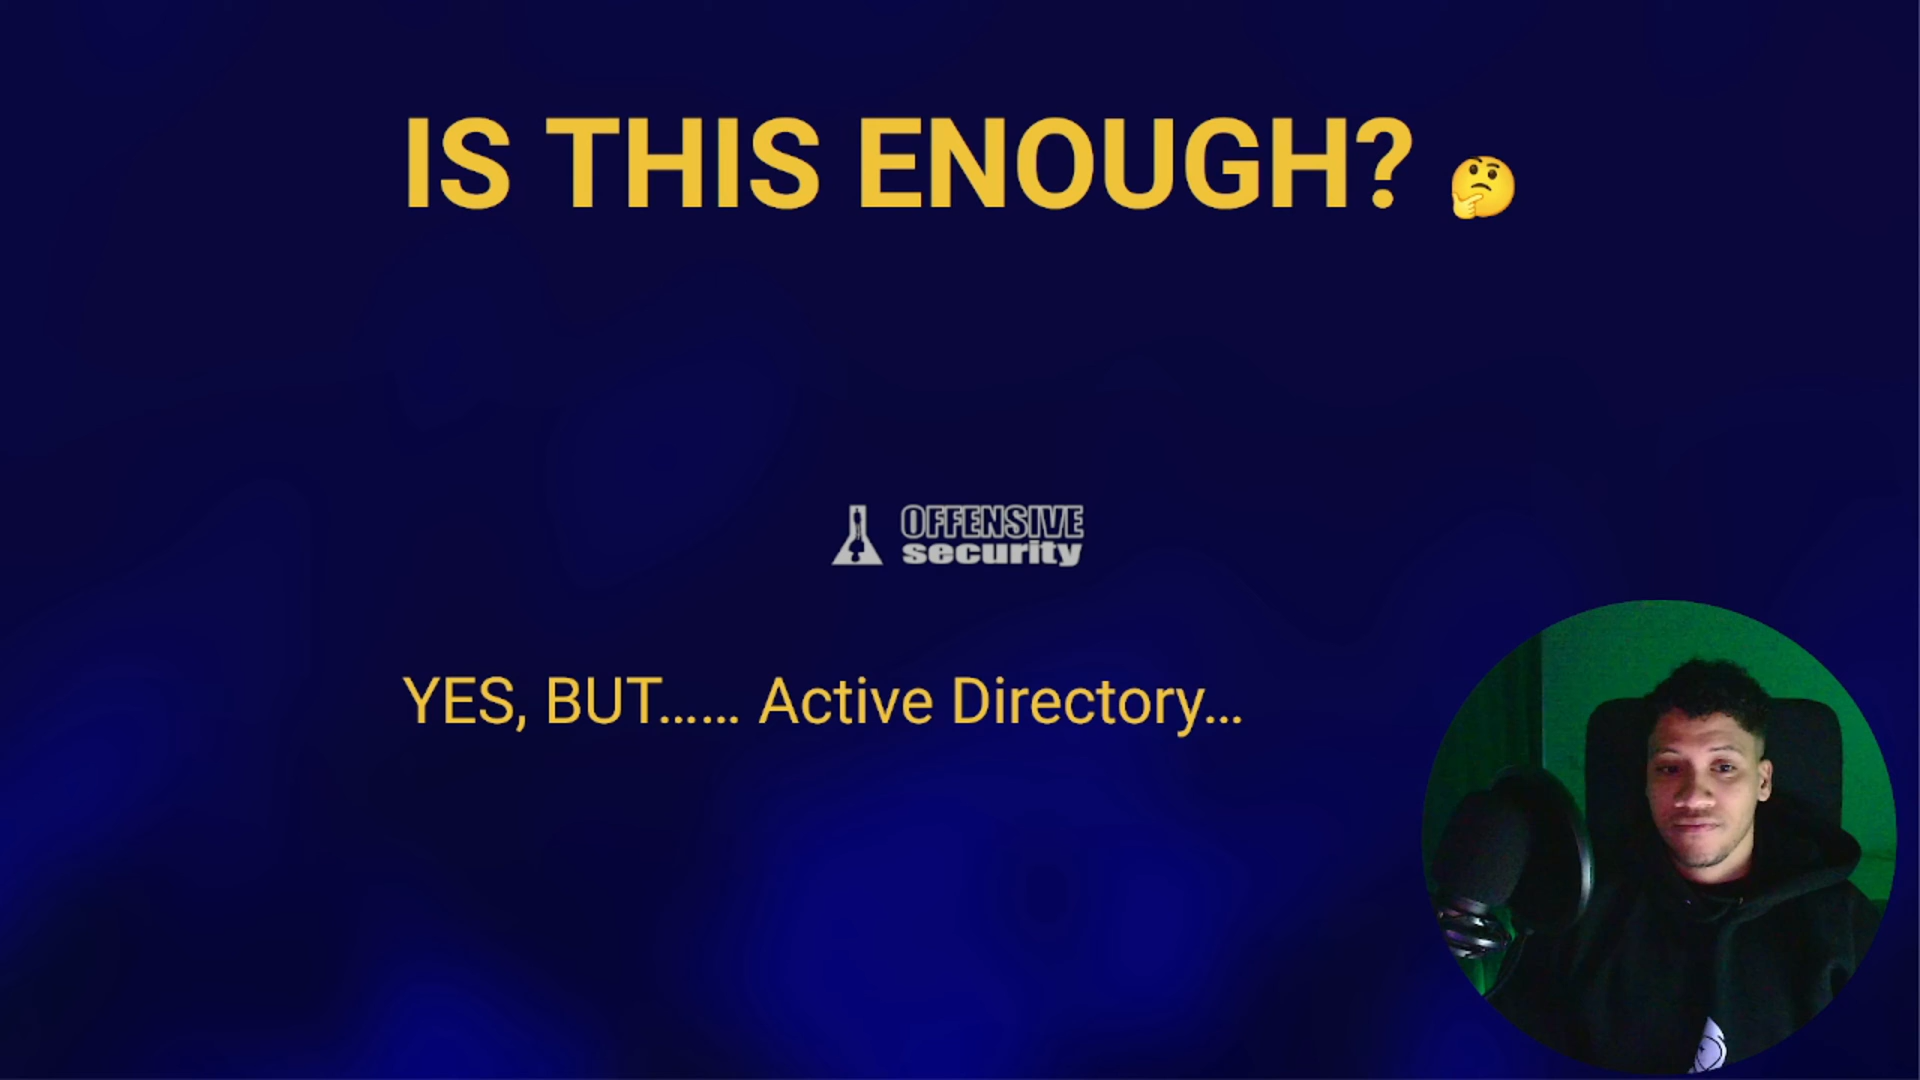 IS THIS ENOUGH? 🤔
OFFENSIVE
security
YES, BUT…… Active Directory…